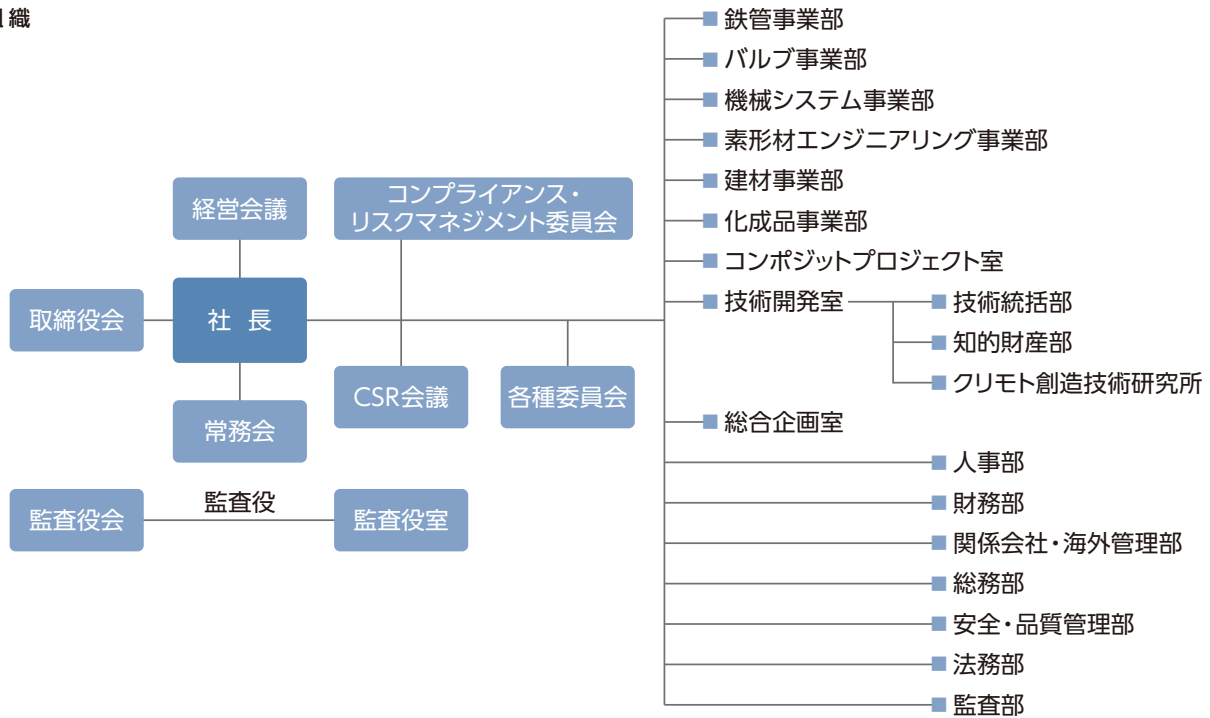 織
鉄管事業部
バルブ事業部
機械システム事業部
素形材エンジニアリング事業部
建材事業部
化成品事業部
コンポジットプロジェクト室
技術開発室
技術統括部
知的財産部
クリモト創造技術研究所
総合企画室
人事部
財務部
関係会社・海外管理部
総務部
安全・品質管理部
法務部
監査部
経営会議
コンプライアンス・
リスクマネジメント委員会
取締役会
社 長
常務会
CSR会議
各種委員会
監査役会
監査役
監査役室